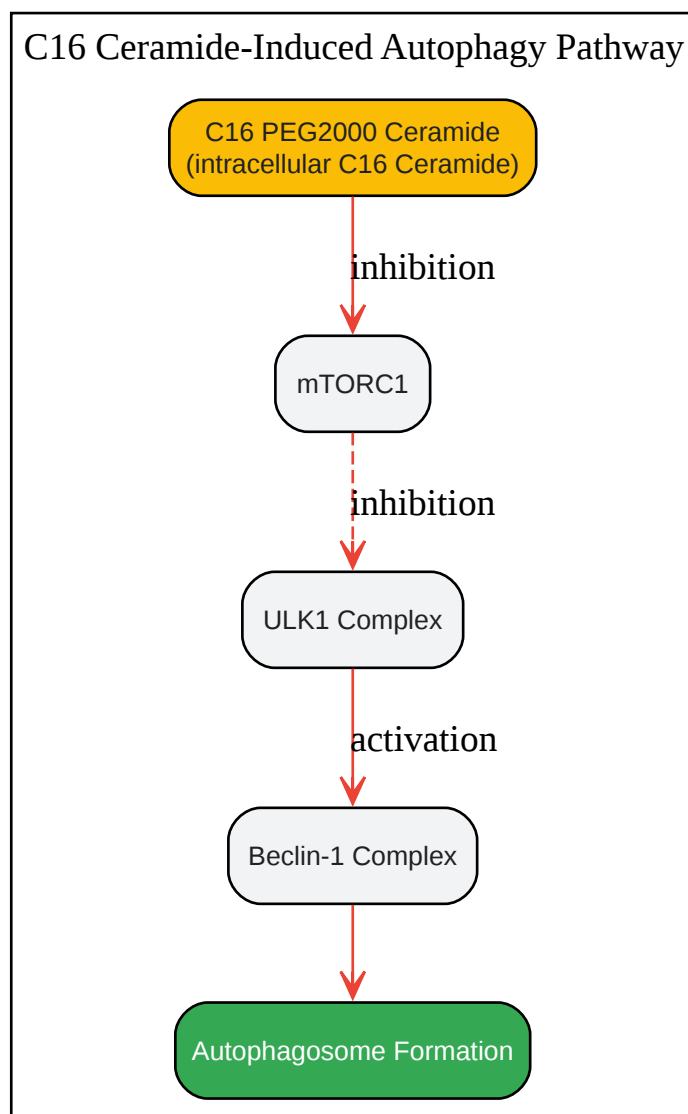 C16 Ceramide-Induced Autophagy Pathway
C16 PEG2000 Ceramide
(intracellular C16 Ceramide)
inhibition
mTORC1
inhibition
ULK1 Complex
activation
Beclin-1 Complex
Autophagosome Formation